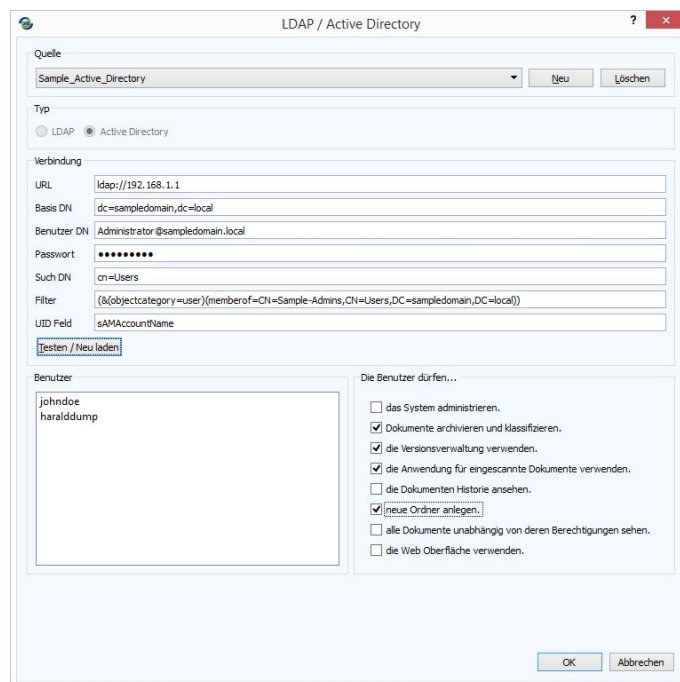 LDAP / Active Directory
?
Quelle
Sample_Active_Directory
Neu
Löschen
Typ
LDAP
Active Directory
Verbindung
URL
ldap://192.168.1.1
Basis DN
dc=sampledomain,dc=local
Benutzer DN
Administrator@sampledomain.local
Passwort
●●●●●●●●●
Such DN
cn=Users
Filter
(&(objectcategory=user)(memberof=CN=Sample-Admins,CN=Users,DC=sampledomain,DC=local))
UID Feld
sAMAccountName
Testen / Neu laden
Benutzer
johndoe
haralddump
Die Benutzer dürfen...
das System administrieren.
Dokumente archivieren und klassifizieren.
die Versionsverwaltung verwenden.
die Anwendung für eingescannte Dokumente verwenden.
die Dokumenten Historie ansehen.
neue Ordner anlegen.
alle Dokumente unabhängig von deren Berechtigungen sehen.
die Web Oberfläche verwenden.
OK
Abbrechen